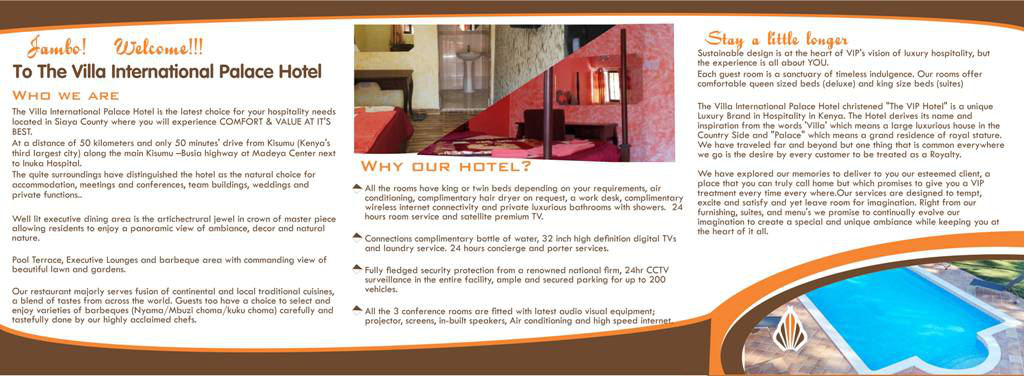 Jambo! Welcome!!!
To The Villa International Palace Hotel
WHO WE ARE
The Villa International Palace Hotel is the latest choice for your hospitality needs
located in Siaya County where you will experience COMFORT & VALUE AT IT'S
BEST.
At a distance of 50 kilometers and only 50 minutes' drive from Kisumu (Kenya's
third largest city) along the main Kisumu –Busia highway at Madeya Center next
to Inuka Hospital.
The quite surroundings have distinguished the hotel as the natural choice for
accommodation, meetings and conferences, team buildings, weddings and
private functions..
Well lit executive dining area is the artichectrural jewel in crown of master piece
allowing residents to enjoy a panoramic view of ambiance, decor and natural
nature.
Pool Terrace, Executive Lounges and barbeque area with commanding view of
beautiful lawn and gardens.
Our restaurant majorly serves fusion of continental and local traditional cuisines,
a blend of tastes from across the world. Guests too have a choice to select and
enjoy varieties of barbeques (Nyama/Mbuzi choma/kuku choma) carefully and
tastefully done by our highly acclaimed chefs.
WHY OUR HOTEL?
All the rooms have king or twin beds depending on your requirements, air
conditioning, complimentary hair dryer on request, a work desk, complimentary
wireless internet connectivity and private luxurious bathrooms with showers. 24
hours room service and satellite premium TV.
Connections complimentary bottle of water, 32 inch high definition digital TVs
and laundry service. 24 hours concierge and porter services.
Fully fledged security protection from a renowned national firm, 24hr CCTV
surveillance in the entire facility, ample and secured parking for up to 200
vehicles.
All the 3 conference rooms are fitted with latest audio visual equipment;
projector, screens, in-built speakers, Air conditioning and high speed internet.
Stay a little longer
Sustainable design is at the heart of VIP's vision of luxury hospitality, but
the experience is all about YOU.
Each guest room is a sanctuary of timeless indulgence. Our rooms offer
comfortable queen sized beds (deluxe) and king size beds (suites)
The Villa International Palace Hotel christened "The VIP Hotel" is a unique
Luxury Brand in Hospitality in Kenya. The Hotel derives its name and
inspiration from the words 'Villa' which means a large luxurious house in the
Country Side and "Palace" which means a grand residence of royal stature.
We have traveled far and beyond but one thing that is common everywhere
we go is the desire by every customer to be treated as a Royalty.
We have explored our memories to deliver to you our esteemed client, a
place that you can truly call home but which promises to give you a VIP
treatment every time every where.Our services are designed to tempt,
excite and satisfy and yet leave room for imagination. Right from our
furnishing, suites, and menu's we promise to continually evolve our
imagination to create a special and unique ambiance while keeping you at
the heart of it all.